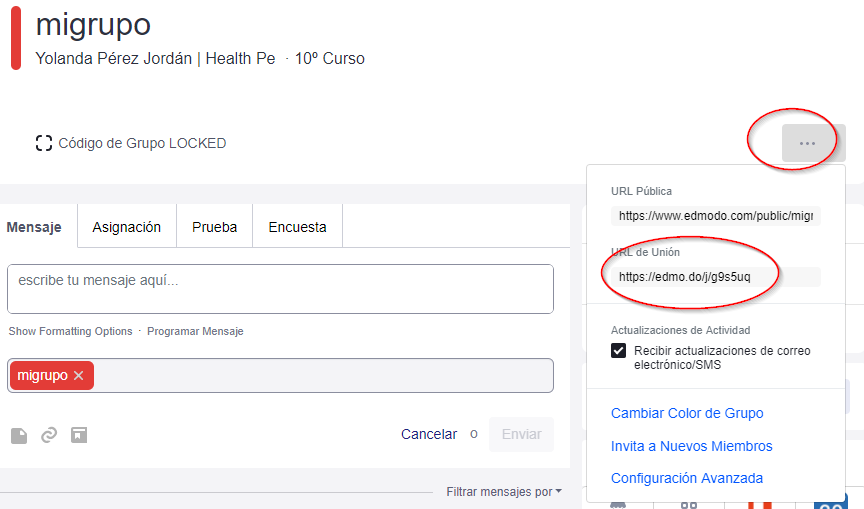 migrupo
Yolanda Pérez Jordán | Health Pe · 10º Curso
Código de Grupo LOCKED
...
URL Pública
https://www.edmodo.com/public/migr
URL de Unión
https://edmo.do/j/g9s5uq
Actualizaciones de Actividad
Recibir actualizaciones de correo
electrónico/SMS
Cambiar Color de Grupo
Invita a Nuevos Miembros
Configuración Avanzada
Mensaje Asignación Prueba Encuesta
escribe tu mensaje aquí...
Show Formatting Options · Programar Mensaje
migrupo ×
Cancelar o Enviar
Filtrar mensajes por